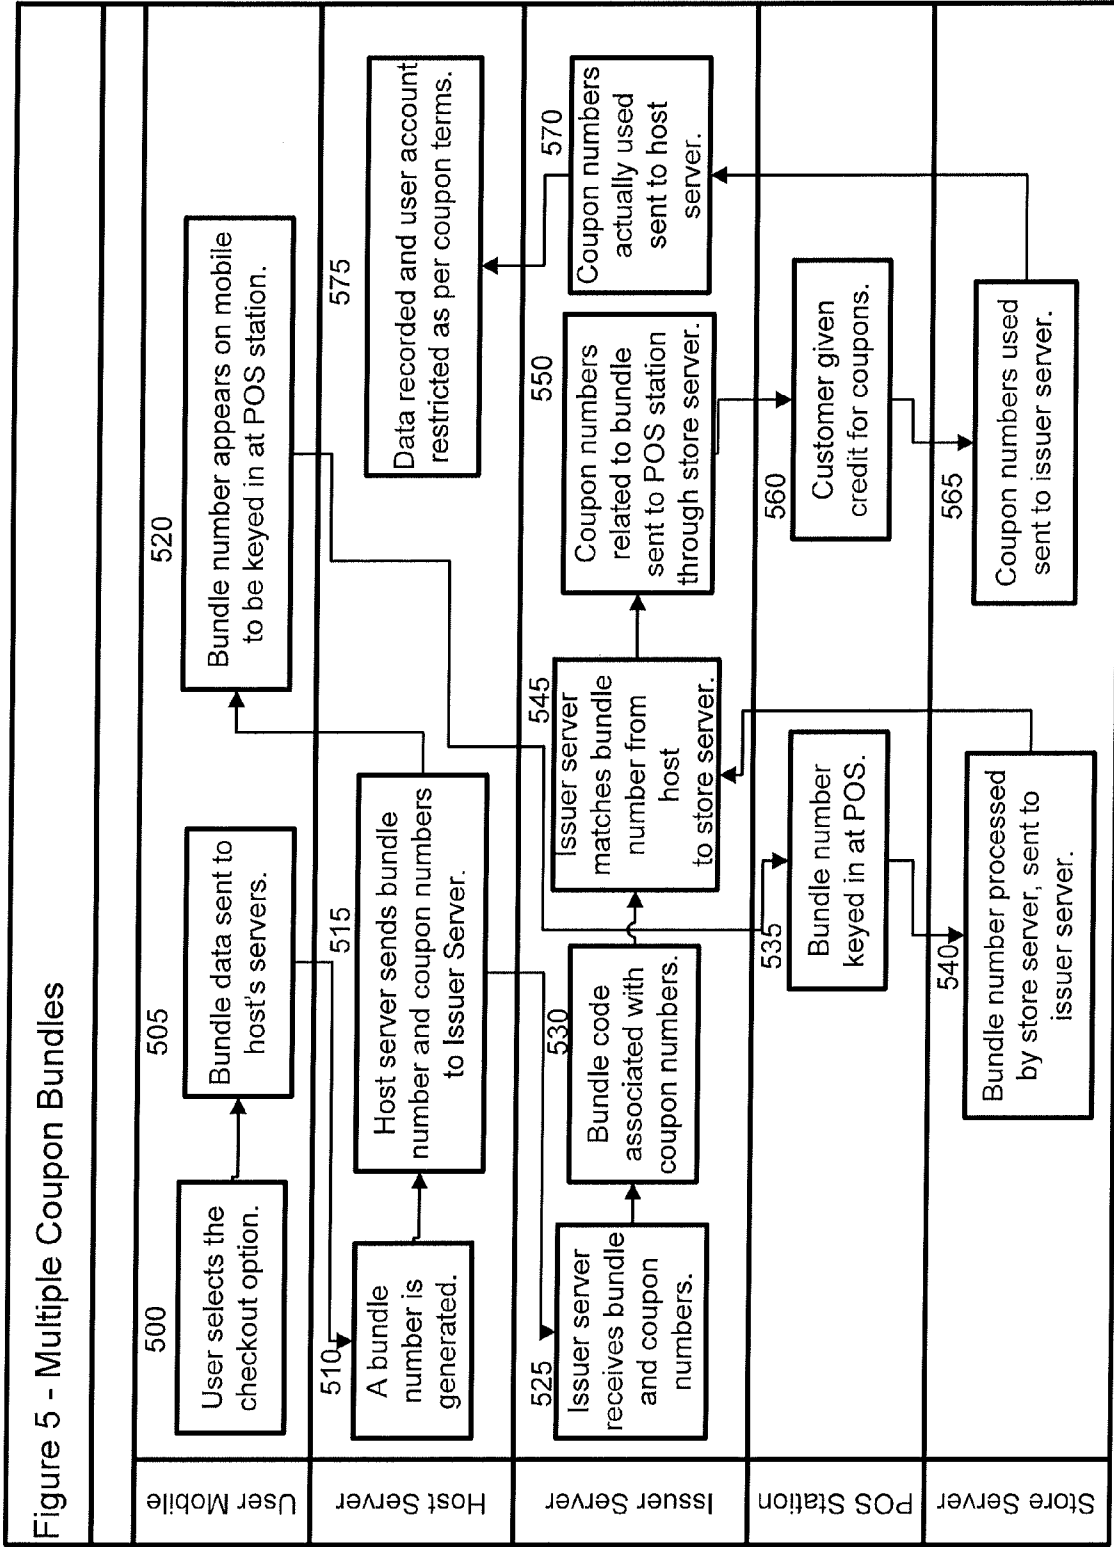 Figure 5 - Multiple Coupon Bundles
User Mobile
500
User selects the
checkout option.
505
Bundle data sent to
host's servers.
520
Bundle number appears on mobile
to be keyed in at POS station.
Host Server
510
A bundle
number is
generated.
515
Host server sends bundle
number and coupon numbers
to Issuer Server.
575
Data recorded and user account
restricted as per coupon terms.
Issuer Server
525
Issuer server
receives bundle
and coupon
numbers.
530
Bundle code
associated with
coupon numbers.
545
Issuer server
matches bundle
number from
host
to store server.
550
Coupon numbers
related to bundle
sent to POS station
through store server.
570
Coupon numbers
actually used
sent to host
server.
POS Station
535
Bundle number
keyed in at POS.
560
Customer given
credit for coupons.
Store Server
540
Bundle number processed
by store server, sent to
issuer server.
565
Coupon numbers used
sent to issuer server.